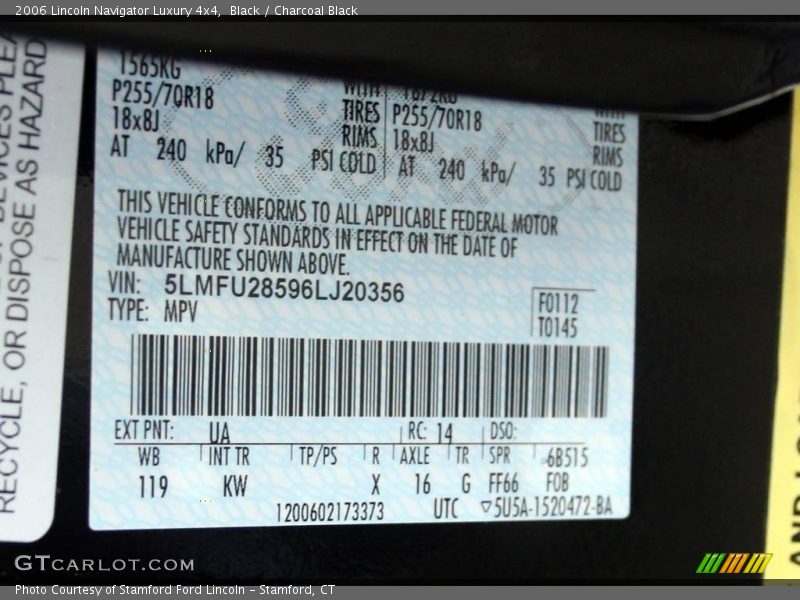 2006 Lincoln Navigator Luxury 4x4, Black / Charcoal Black
DEVICES PLEA
RECYCLE, OR DISPOSE AS HAZARD
1565KG
P255/70R18
18x8J
AT 240 kPa/ 35 PSI COLD
WITH
TIRES
RIMS
1872KG
P255/70R18
18x8J
AT 240 kPa/ 35 PSI COLD
WITH
TIRES
RIMS
THIS VEHICLE CONFORMS TO ALL APPLICABLE FEDERAL MOTOR
VEHICLE SAFETY STANDARDS IN EFFECT ON THE DATE OF
MANUFACTURE SHOWN ABOVE.
VIN: 5LMFU28596LJ20356
TYPE: MPV
F0112
T0145
EXT PNT: UA RC: 14 DSO:
WB INT TR TP/PS R AXLE TR SPR 6B515
119 KW X 16 G FF66 FOB
1200602173373 UTC ▽5U5A-1520472-BA
GTCARLOT.COM
Photo Courtesy of Stamford Ford Lincoln – Stamford, CT